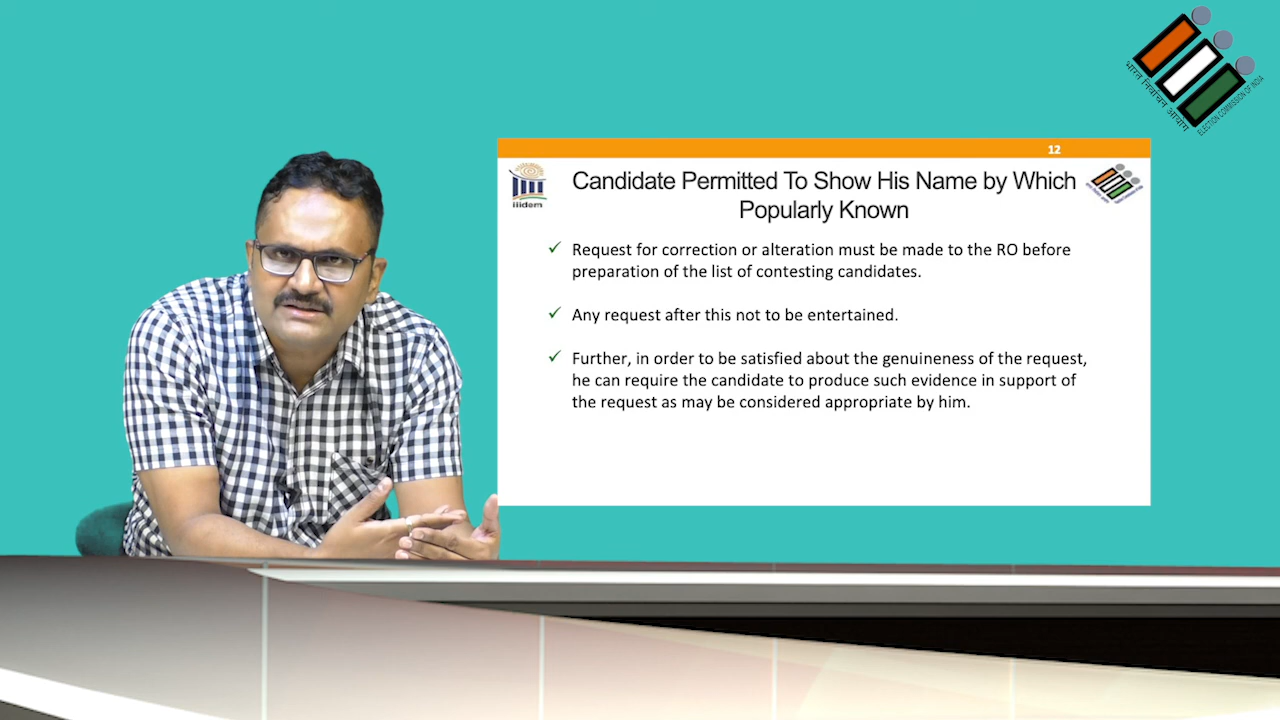 भारत निर्वाचन आयोग
ELECTION COMMISSION OF INDIA
12
iiidem
Candidate Permitted To Show His Name by Which
Popularly Known
✓ Request for correction or alteration must be made to the RO before
preparation of the list of contesting candidates.
✓ Any request after this not to be entertained.
✓ Further, in order to be satisfied about the genuineness of the request,
he can require the candidate to produce such evidence in support of
the request as may be considered appropriate by him.